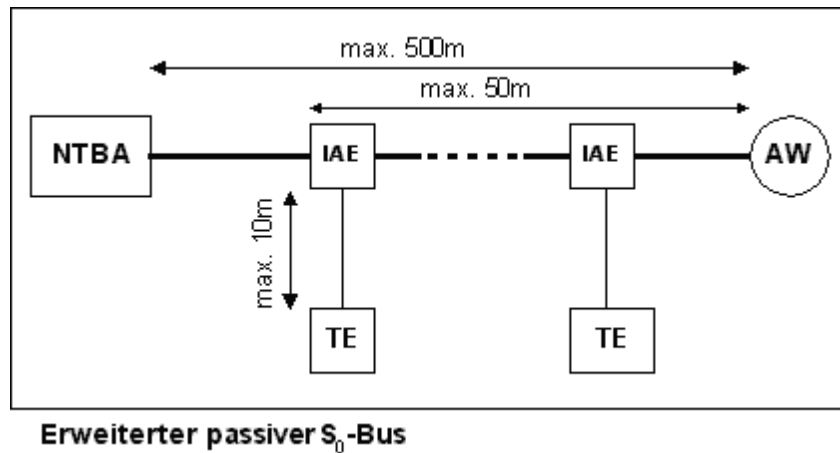 max. 500m
max. 50m
NTBA
IAE
IAE
AW
max. 10m
TE
TE
Erweiterter passiver S₀-Bus